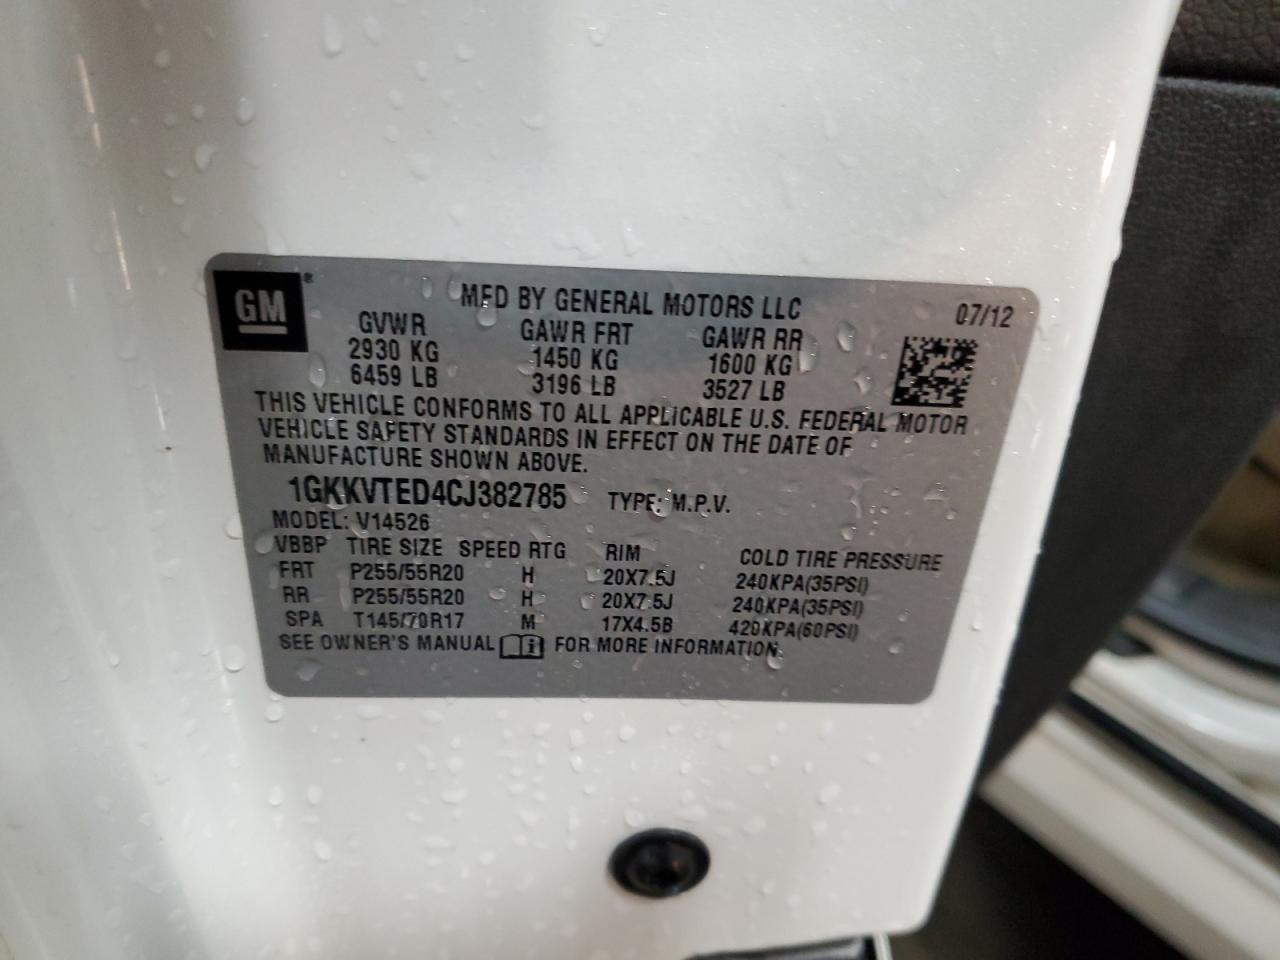 GM ®
MFD BY GENERAL MOTORS LLC 07/12
GVWR GAWR FRT GAWR RR
2930 KG 1450 KG 1600 KG
6459 LB 3196 LB 3527 LB
THIS VEHICLE CONFORMS TO ALL APPLICABLE U.S. FEDERAL MOTOR
VEHICLE SAFETY STANDARDS IN EFFECT ON THE DATE OF
MANUFACTURE SHOWN ABOVE.
1GKKVTED4CJ382785 TYPE: M.P.V.
MODEL: V14526
VBBP TIRE SIZE SPEED RTG RIM COLD TIRE PRESSURE
FRT P255/55R20 H 20X7.5J 240KPA(35PSI)
RR P255/55R20 H 20X7.5J 240KPA(35PSI)
SPA T145/70R17 M 17X4.5B 420KPA(60PSI)
SEE OWNER'S MANUAL i FOR MORE INFORMATION.